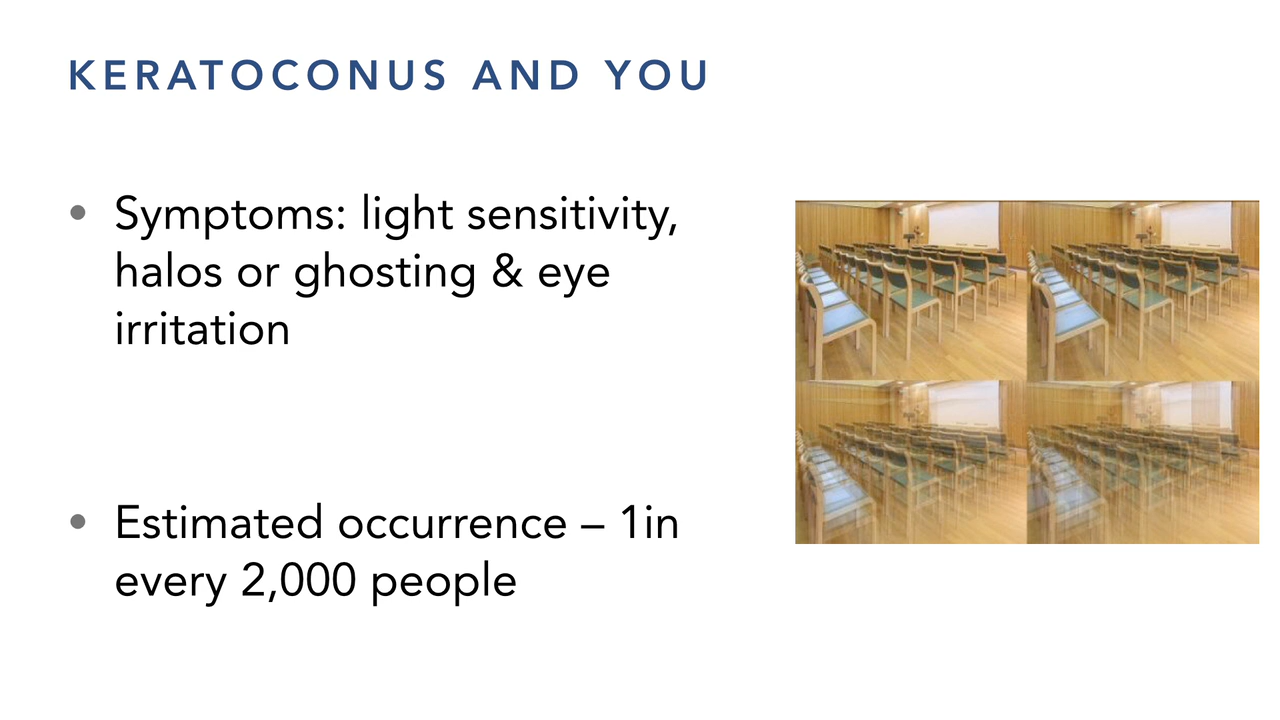 KERATOCONUS AND YOU
• Symptoms: light sensitivity,
halos or ghosting & eye
irritation
• Estimated occurrence – 1in
every 2,000 people